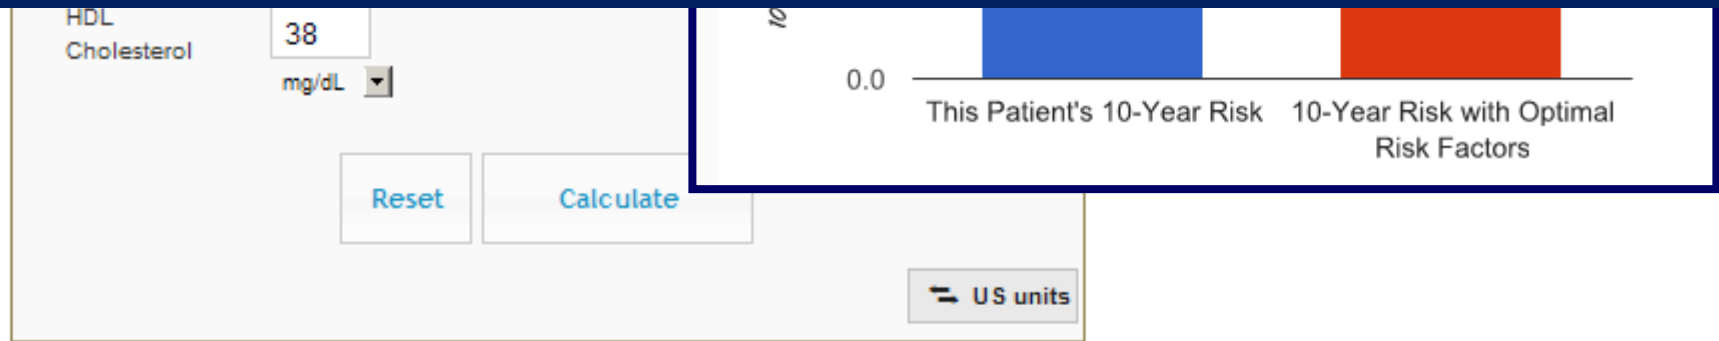 HDL
Cholesterol
38
mg/dL
Reset
Calculate
US units
10
0.0
This Patient's 10-Year Risk
10-Year Risk with Optimal
Risk Factors